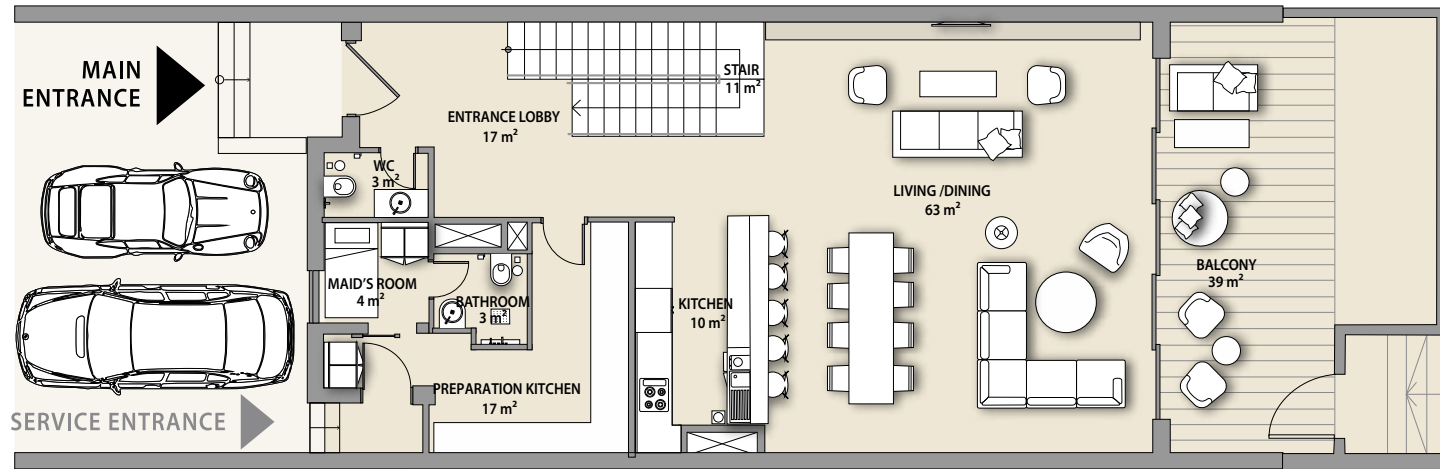 MAIN
ENTRANCE
STAIR
11 m²
ENTRANCE LOBBY
17 m²
WC
3 m²
LIVING /DINING
63 m²
MAID'S ROOM
4 m²
BATHROOM
3 m²
KITCHEN
10 m²
BALCONY
39 m²
PREPARATION KITCHEN
17 m²
SERVICE ENTRANCE